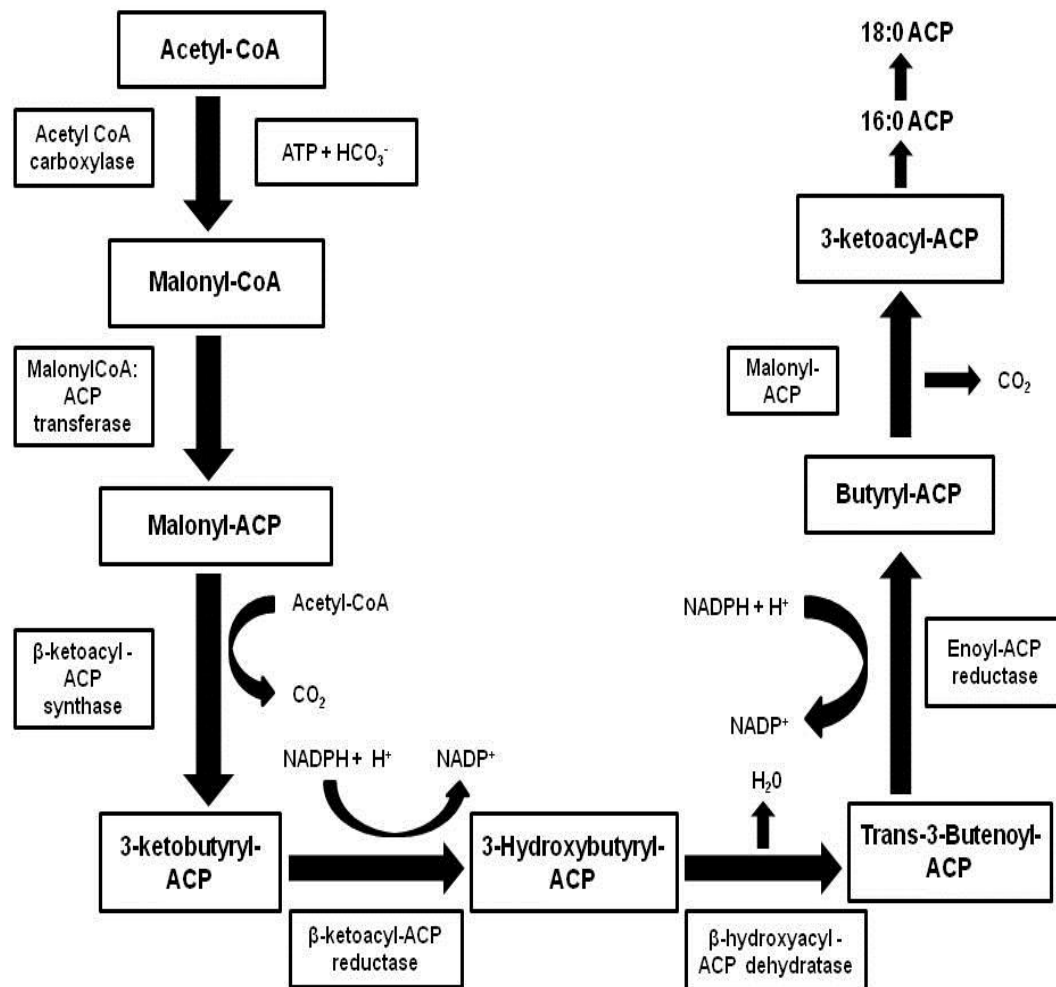 Acetyl-CoA
Acetyl CoA
carboxylase
ATP + HCO₃⁻
Malonyl-CoA
MalonylCoA:
ACP
transferase
Malonyl-ACP
β-ketoacyl -
ACP
synthase
Acetyl-CoA
CO₂
3-ketobutyryl-
ACP
NADPH + H⁺
NADP⁺
β-ketoacyl-ACP
reductase
3-Hydroxybutyryl-
ACP
H₂0
β-hydroxyacyl -
ACP dehydratase
Trans-3-Butenoyl-
ACP
NADPH + H⁺
NADP⁺
Enoyl-ACP
reductase
Butyryl-ACP
Malonyl-
ACP
CO₂
3-ketoacyl-ACP
16:0 ACP
18:0 ACP